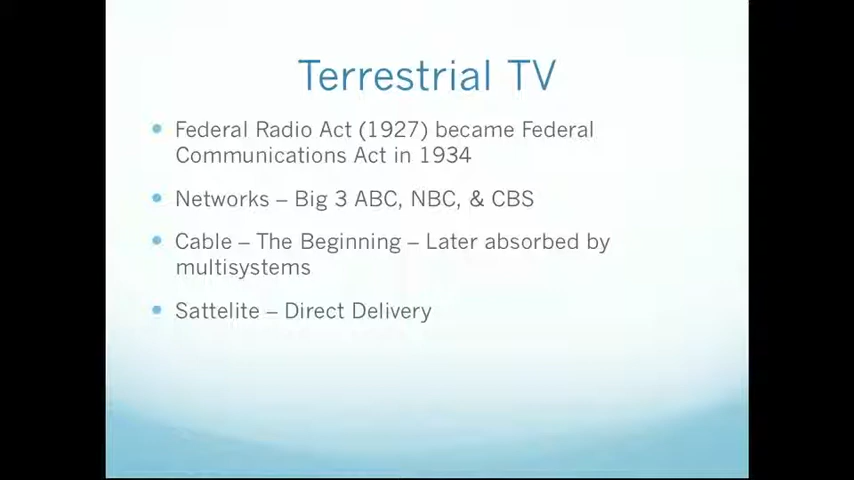 Terrestrial TV
• Federal Radio Act (1927) became Federal
Communications Act in 1934
• Networks – Big 3 ABC, NBC, & CBS
• Cable – The Beginning – Later absorbed by
multisystems
• Sattelite – Direct Delivery